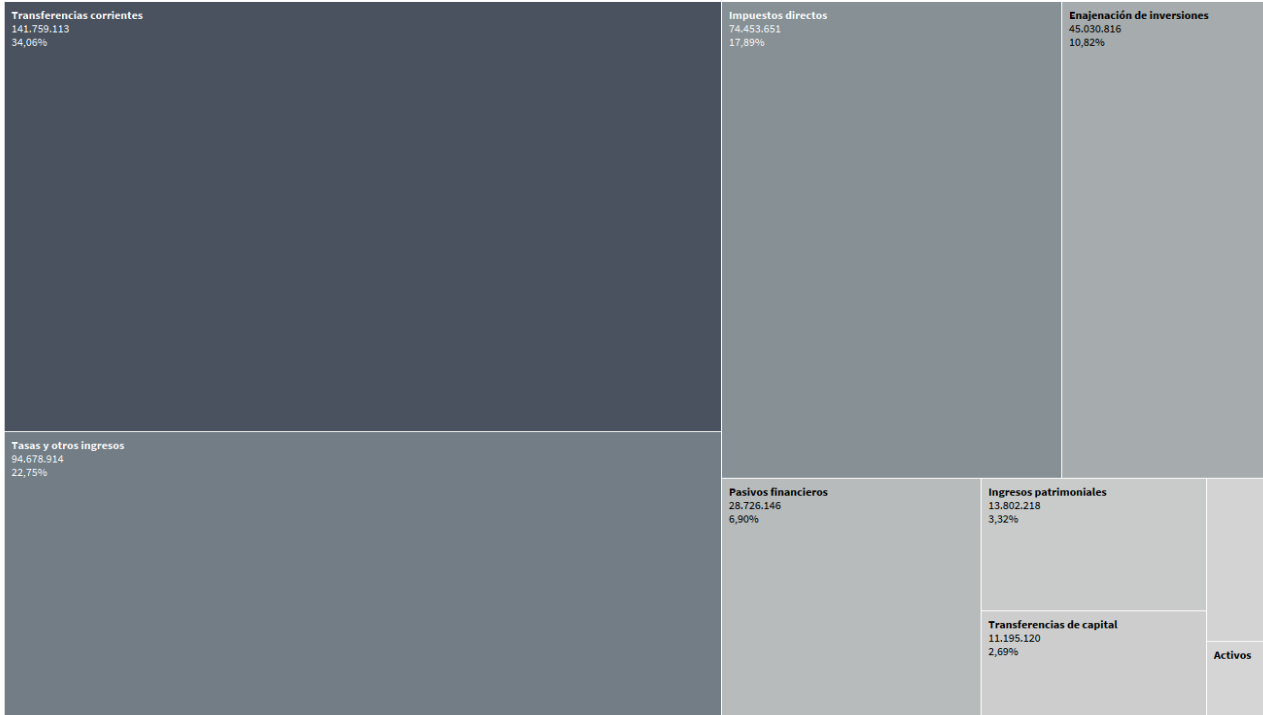 Transferencias corrientes
141.759.113
34,06%
Impuestos directos
74.453.651
17,89%
Enajenación de inversiones
45.030.816
10,82%
Tasas y otros ingresos
94.678.914
22,75%
Pasivos financieros
28.726.146
6,90%
Ingresos patrimoniales
13.802.218
3,32%
Transferencias de capital
11.195.120
2,69%
Activos